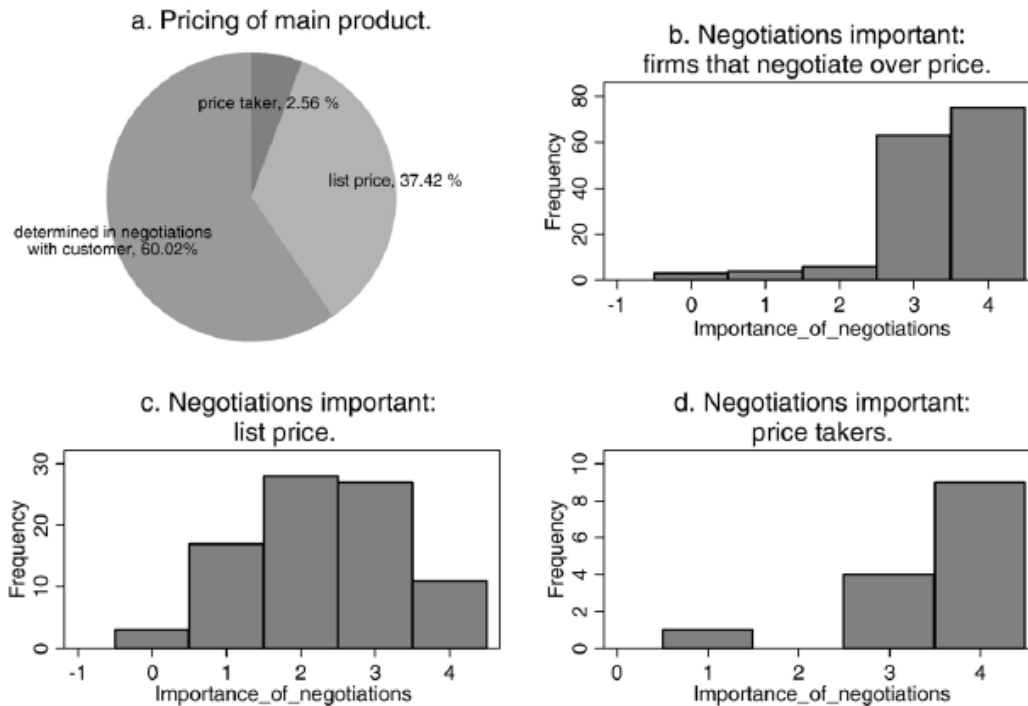 a. Pricing of main product.
price taker, 2.56 %
list price, 37.42 %
determined in negotiations
with customer, 60.02%
b. Negotiations important:
firms that negotiate over price.
Frequency
0 20 40 60 80
-1 0 1 2 3 4
Importance_of_negotiations
c. Negotiations important:
list price.
Frequency
0 10 20 30
-1 0 1 2 3 4
Importance_of_negotiations
d. Negotiations important:
price takers.
Frequency
0 2 4 6 8 10
0 1 2 3 4
Importance_of_negotiations